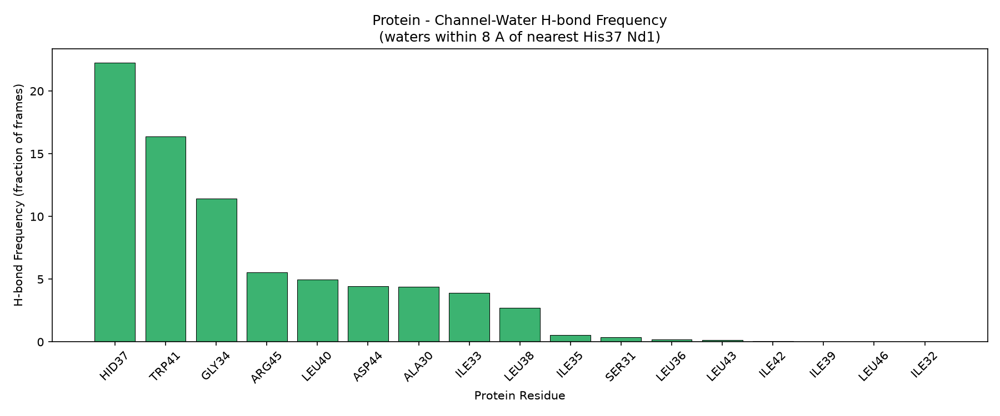 Protein - Channel-Water H-bond Frequency
(waters within 8 A of nearest His37 Nd1)
H-bond Frequency (fraction of frames)
20
15
10
5
0
HID37
TRP41
GLY34
ARG45
LEU40
ASP44
ALA30
ILE33
LEU38
ILE35
SER31
LEU36
LEU43
ILE42
ILE39
LEU46
ILE32
Protein Residue